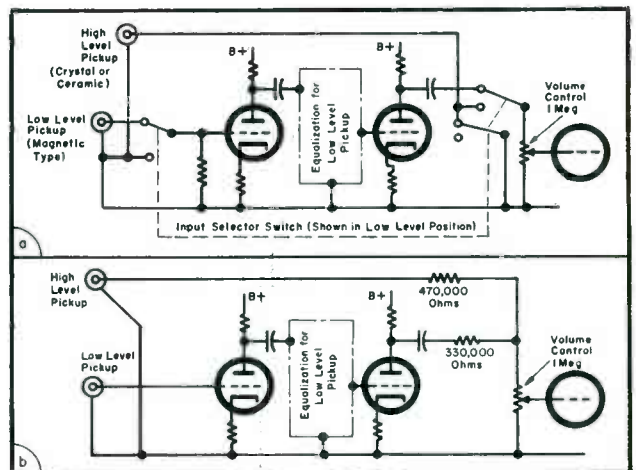 High
Level
Pickup
(Crystal or
Ceramic)
B+
B+
Low Level
Pickup
(Magnetic
Type)
Equalization for
Low Level
Pickup
Volume
Control
1 Meg
Input Selector Switch (Shown in Low Level Position)
a
High
Level
Pickup
470,000
Ohms
B+
B+
Low Level
Pickup
Equalization for
Low Level
Pickup
330,000
Ohms
Volume
Control
1 Meg
b